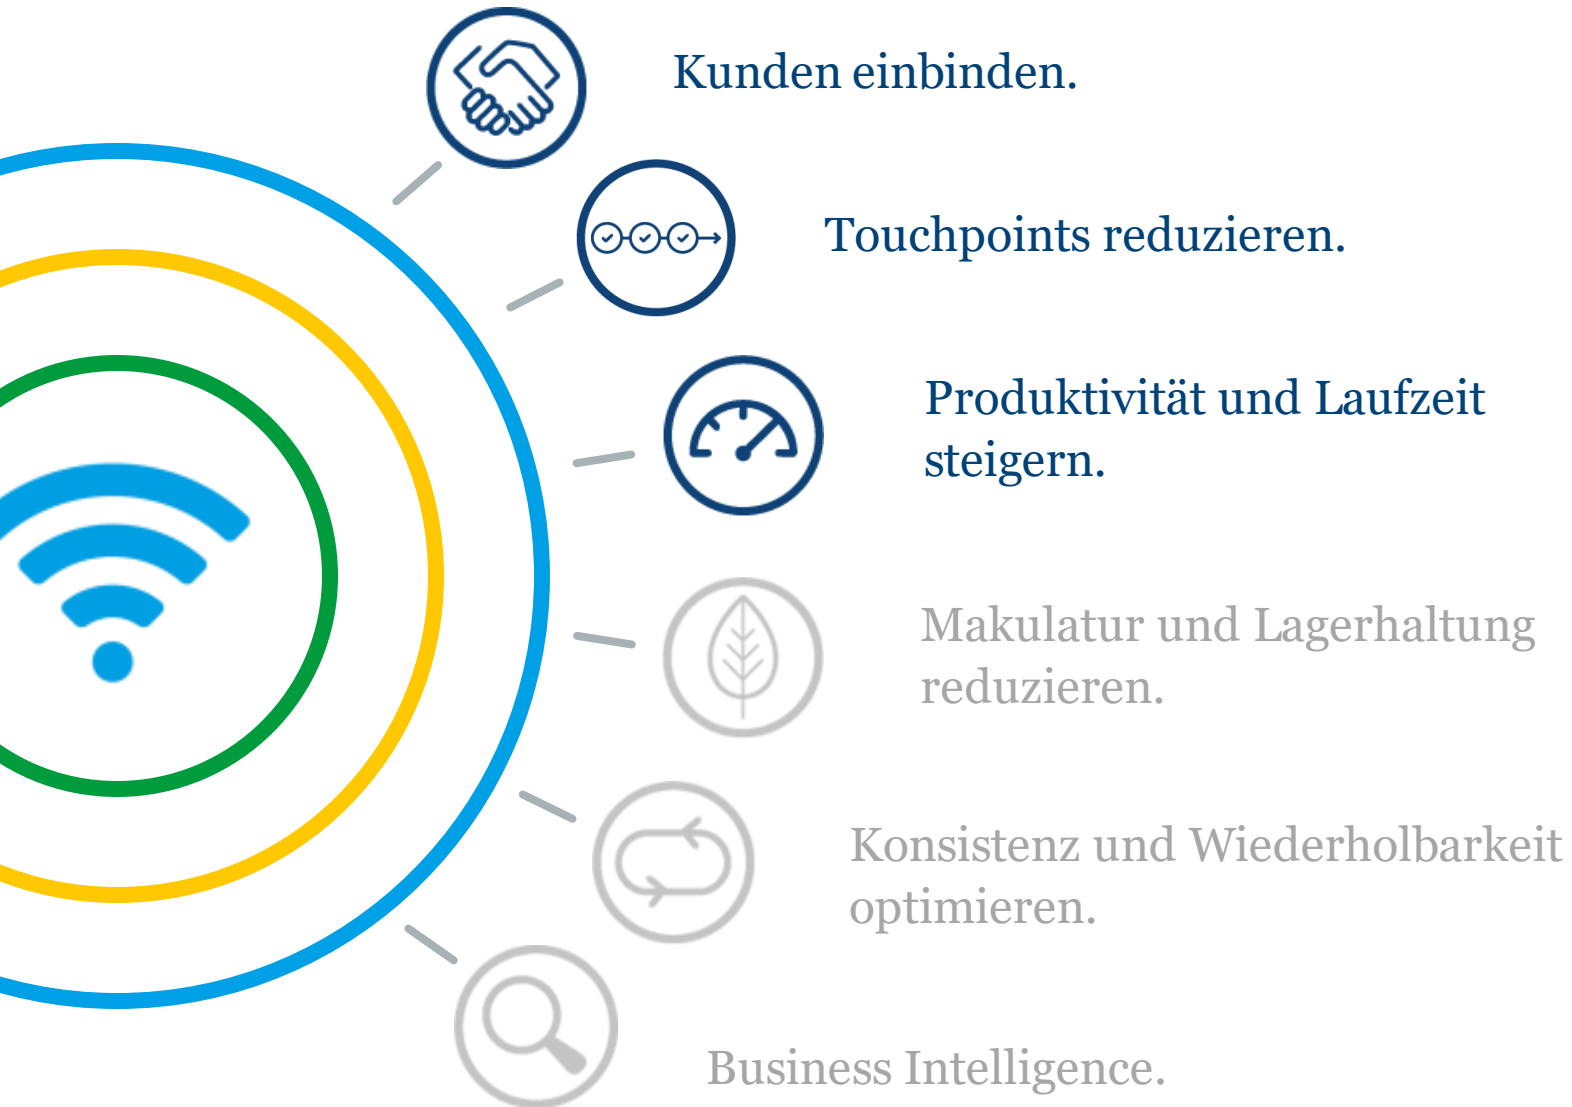 Kunden einbinden.
Touchpoints reduzieren.
Produktivität und Laufzeit
steigern.
Makulatur und Lagerhaltung
reduzieren.
Konsistenz und Wiederholbarkeit
optimieren.
Business Intelligence.